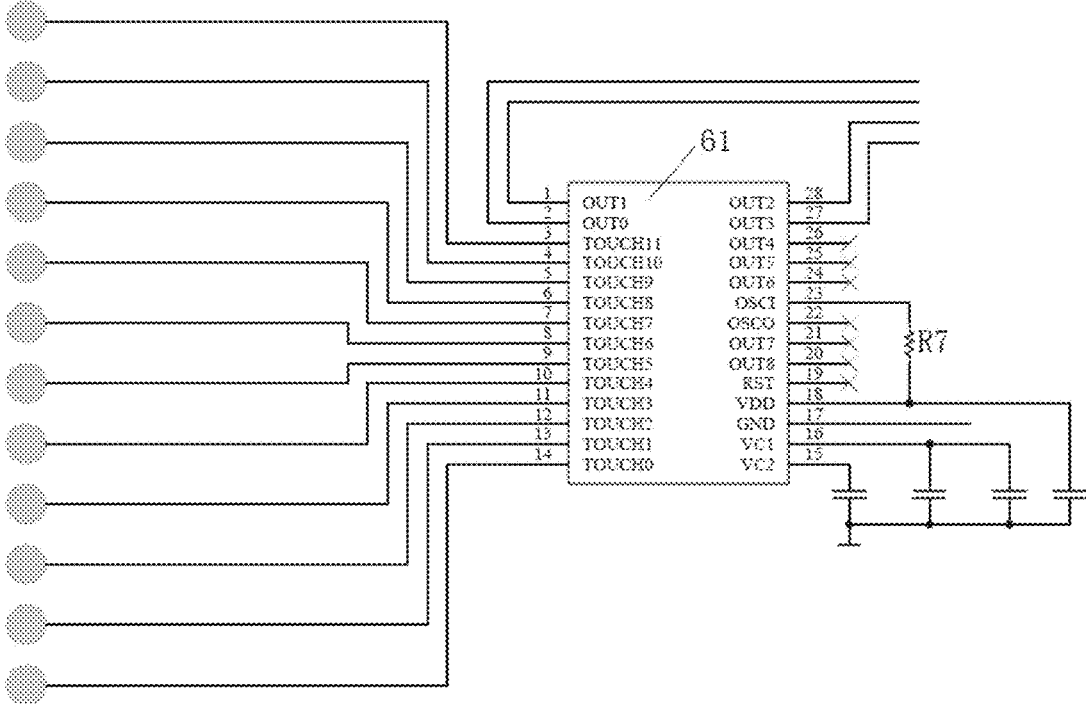 61
1 OUT1 OUT2 28
2 OUT0 OUT3 27
3 TOUCH11 OUT4 26
4 TOUCH10 OUT5 25
5 TOUCH9 OUT6 24
6 TOUCH8 OSCI 23
7 TOUCH7 OSCO 22
8 TOUCH6 OUT7 21
9 TOUCH5 OUT8 20
10 TOUCH4 RST 19
11 TOUCH3 VDD 18
12 TOUCH2 GND 17
13 TOUCH1 VC1 16
14 TOUCH0 VC2 15
R7